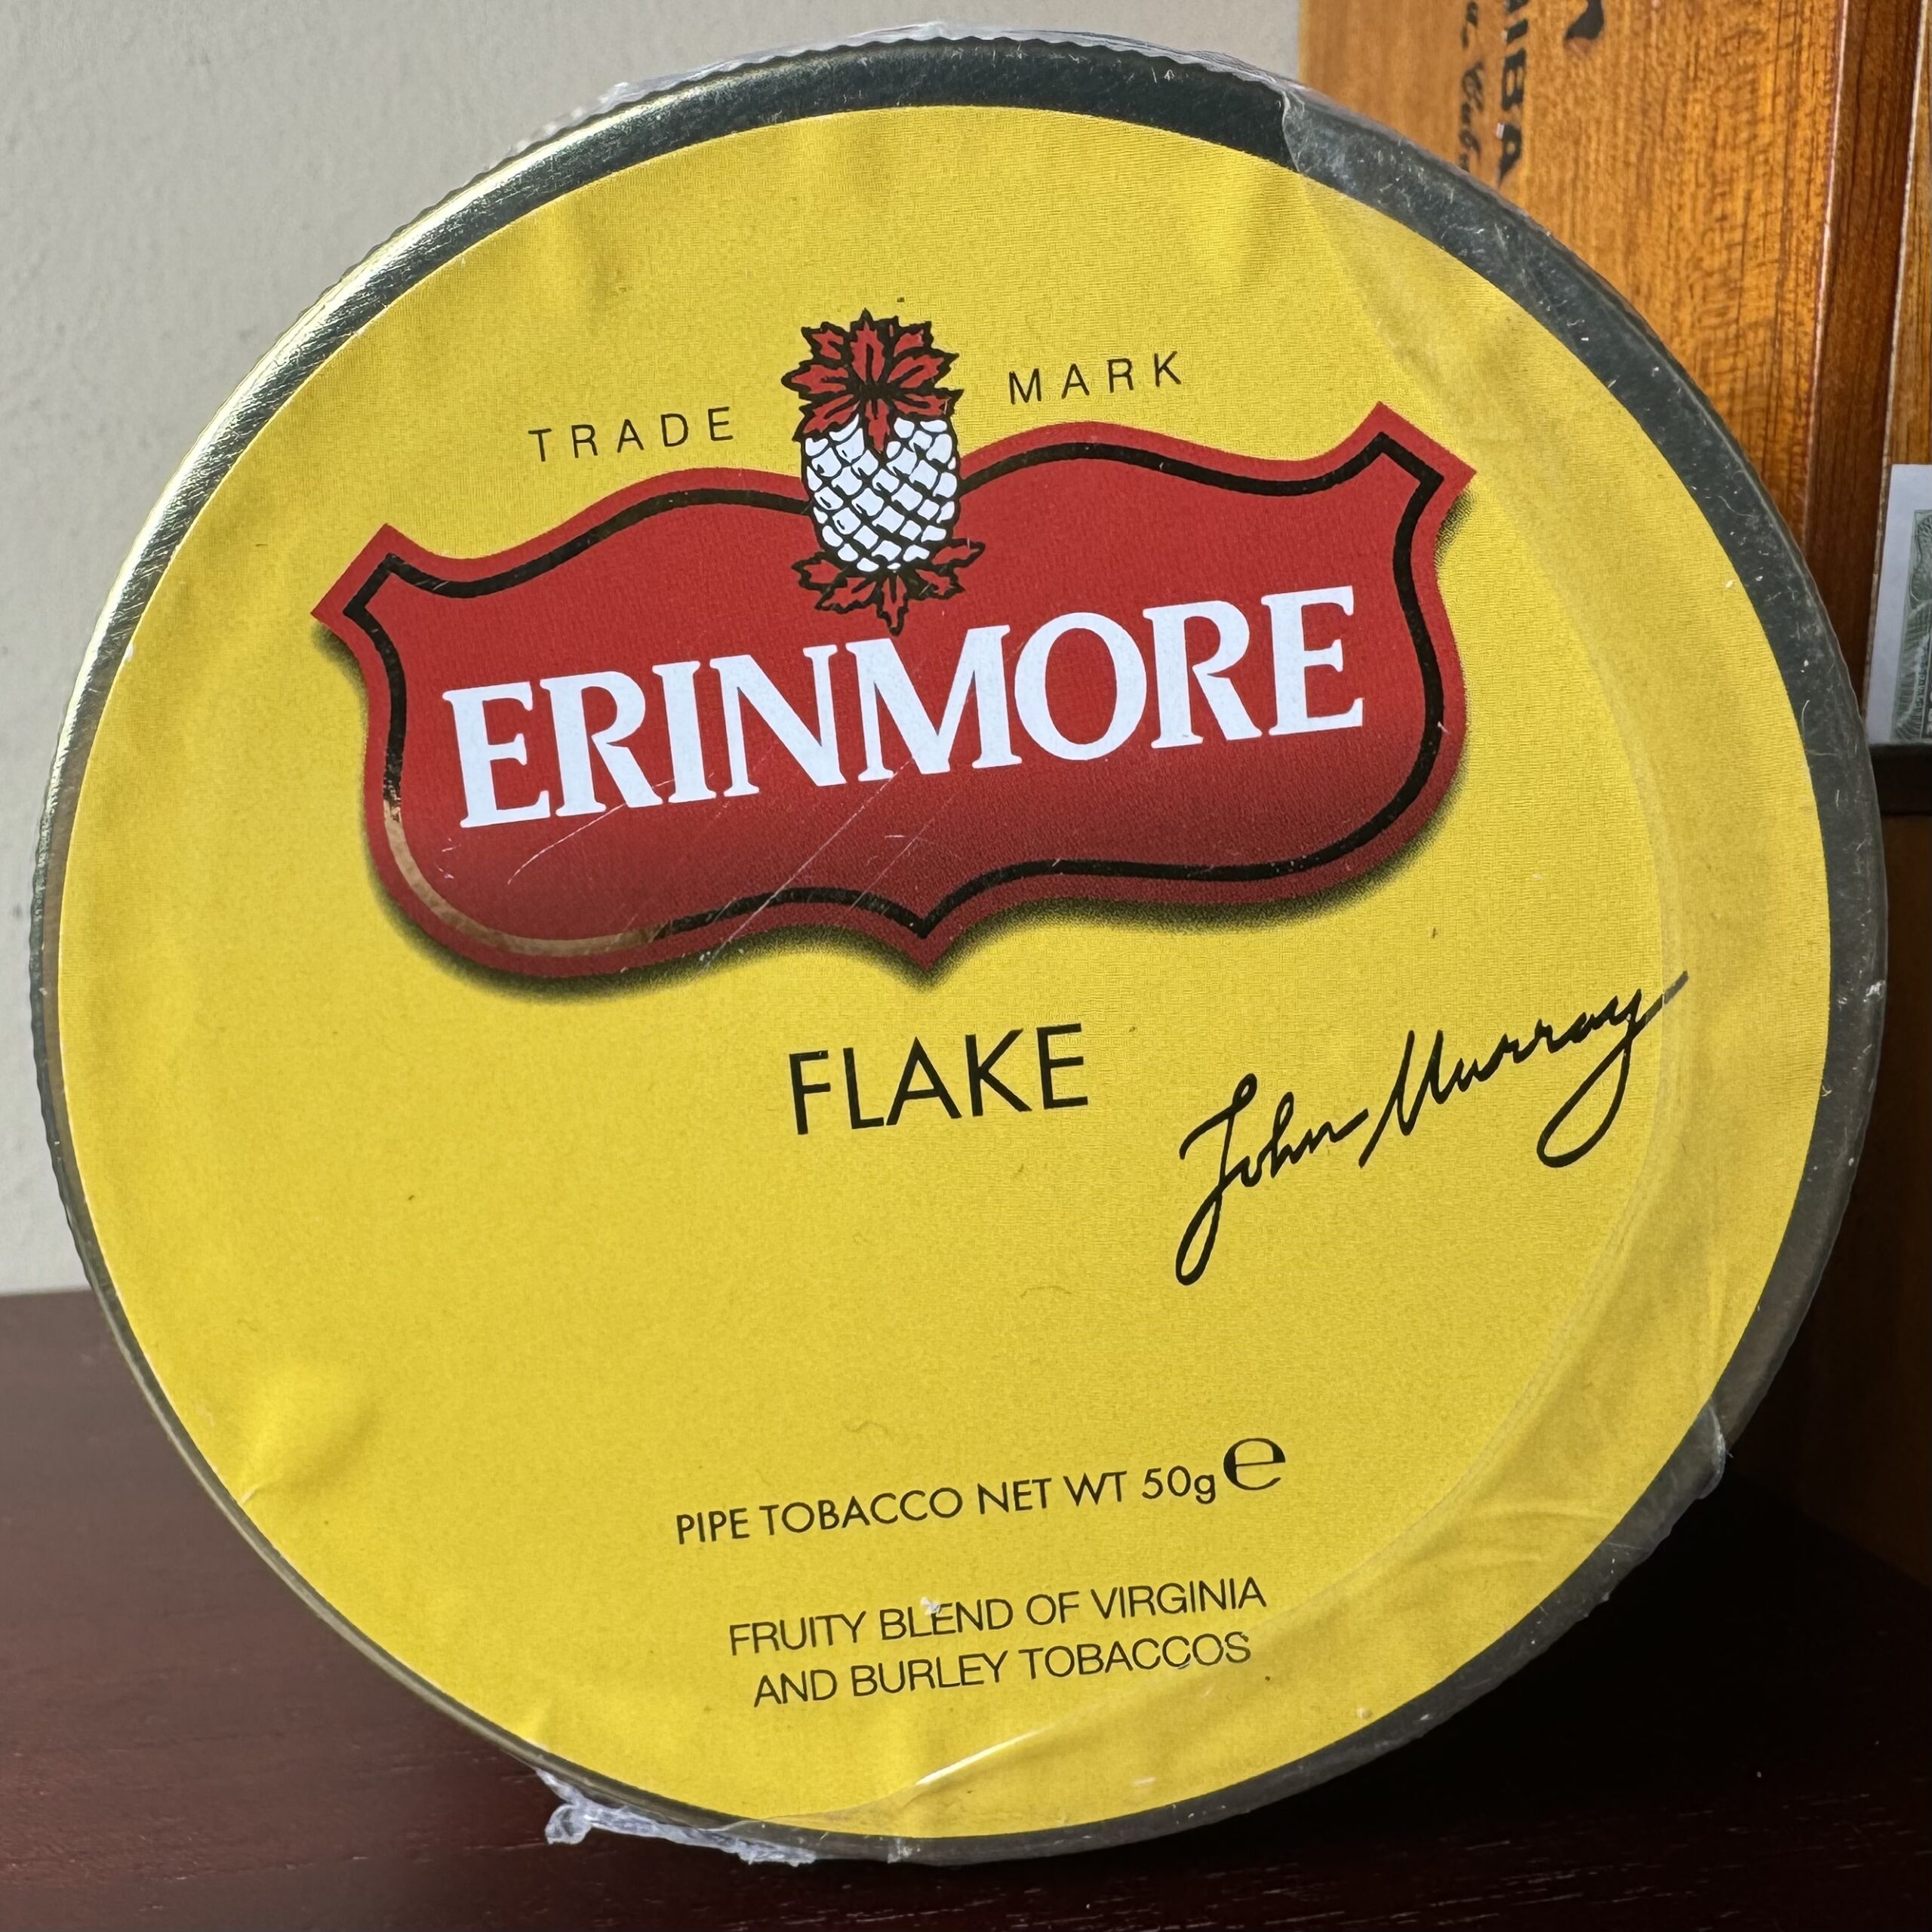 TRADE MARK
ERINMORE
FLAKE
John Murray
PIPE TOBACCO NET WT 50g ℮
FRUITY BLEND OF VIRGINIA
AND BURLEY TOBACCOS